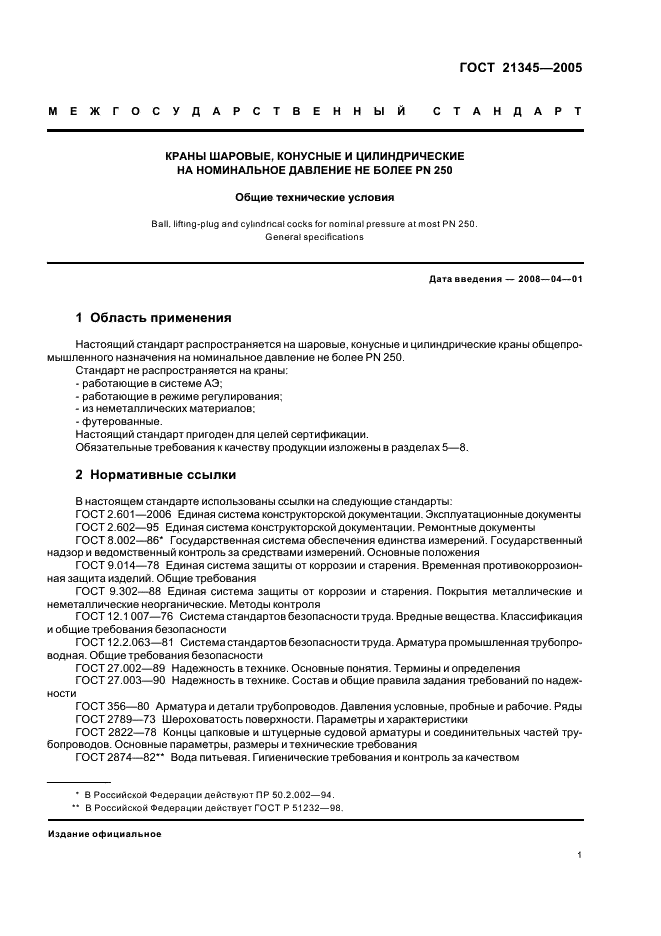 ГОСТ 21345—2005
МЕЖГОСУДАРСТВЕННЫЙ СТАНДАРТ
КРАНЫ ШАРОВЫЕ, КОНУСНЫЕ И ЦИЛИНДРИЧЕСКИЕ
НА НОМИНАЛЬНОЕ ДАВЛЕНИЕ НЕ БОЛЕЕ PN 250
Общие технические условия
Ball, lifting-plug and cylindrical cocks for nominal pressure at most PN 250.
General specifications
Дата введения — 2008—04—01
1 Область применения
Настоящий стандарт распространяется на шаровые, конусные и цилиндрические краны общепро-
мышленного назначения на номинальное давление не более PN 250.
Стандарт не распространяется на краны:
- работающие в системе АЭ;
- работающие в режиме регулирования;
- из неметаллических материалов;
- футерованные.
Настоящий стандарт пригоден для целей сертификации.
Обязательные требования к качеству продукции изложены в разделах 5—8.
2 Нормативные ссылки
В настоящем стандарте использованы ссылки на следующие стандарты:
ГОСТ 2.601—2006 Единая система конструкторской документации. Эксплуатационные документы
ГОСТ 2.602—95 Единая система конструкторской документации. Ремонтные документы
ГОСТ 8.002—86* Государственная система обеспечения единства измерений. Государственный
надзор и ведомственный контроль за средствами измерений. Основные положения
ГОСТ 9.014—78 Единая система защиты от коррозии и старения. Временная противокоррозион-
ная защита изделий. Общие требования
ГОСТ 9.302—88 Единая система защиты от коррозии и старения. Покрытия металлические и
неметаллические неорганические. Методы контроля
ГОСТ 12.1 007—76 Система стандартов безопасности труда. Вредные вещества. Классификация
и общие требования безопасности
ГОСТ 12.2.063—81 Система стандартов безопасности труда. Арматура промышленная трубопро-
водная. Общие требования безопасности
ГОСТ 27.002—89 Надежность в технике. Основные понятия. Термины и определения
ГОСТ 27.003—90 Надежность в технике. Состав и общие правила задания требований по надеж-
ности
ГОСТ 356—80 Арматура и детали трубопроводов. Давления условные, пробные и рабочие. Ряды
ГОСТ 2789—73 Шероховатость поверхности. Параметры и характеристики
ГОСТ 2822—78 Концы цапковые и штуцерные судовой арматуры и соединительных частей тру-
бопроводов. Основные параметры, размеры и технические требования
ГОСТ 2874—82** Вода питьевая. Гигиенические требования и контроль за качеством
* В Российской Федерации действуют ПР 50.2.002—94.
** В Российской Федерации действует ГОСТ Р 51232—98.
Издание официальное
1